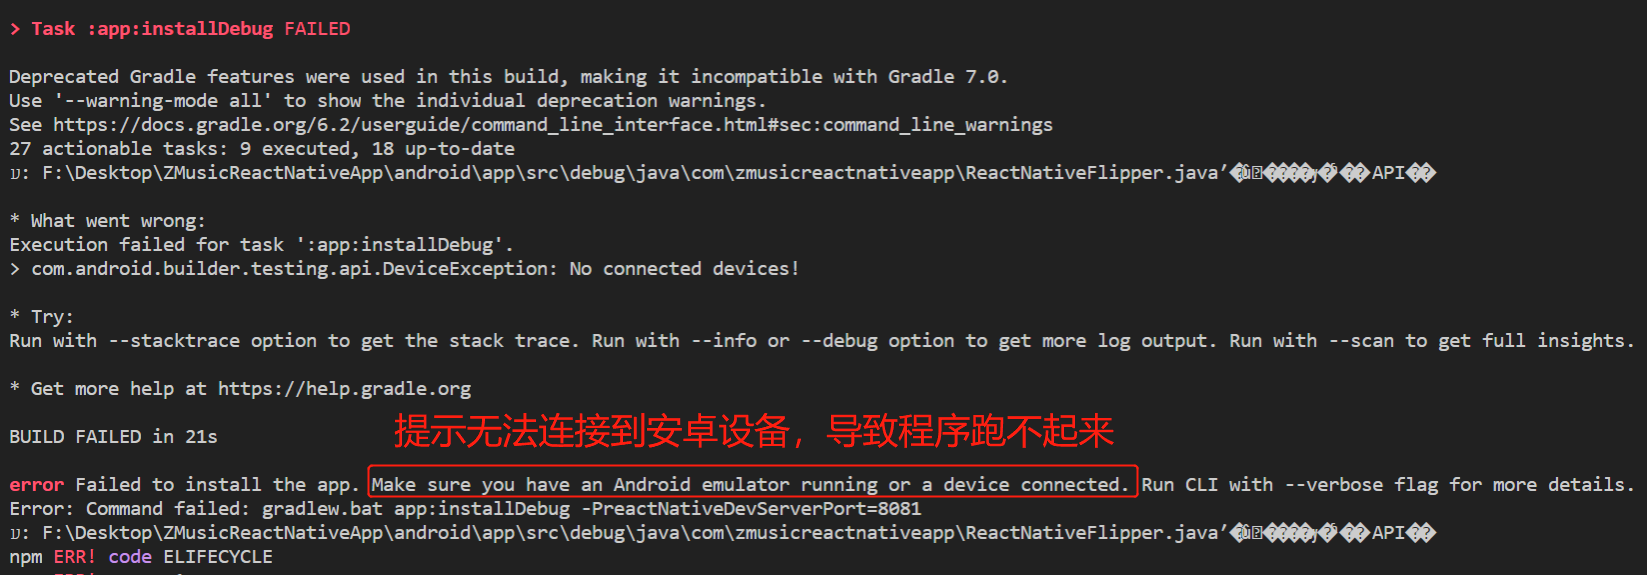 > Task :app:installDebug FAILED
Deprecated Gradle features were used in this build, making it incompatible with Gradle 7.0.
Use '--warning-mode all' to show the individual deprecation warnings.
See https://docs.gradle.org/6.2/userguide/command_line_interface.html#sec:command_line_warnings
27 actionable tasks: 9 executed, 18 up-to-date
F:\Desktop\ZMusicReactNativeApp\android\app\src\debug\java\com\zmusicreactnativeapp\ReactNativeFlipper.java API
* What went wrong:
Execution failed for task ':app:installDebug'.
> com.android.builder.testing.api.DeviceException: No connected devices!
* Try:
Run with --stacktrace option to get the stack trace. Run with --info or --debug option to get more log output. Run with --scan to get full insights.
* Get more help at https://help.gradle.org
提示无法连接到安卓设备，导致程序跑不起来
BUILD FAILED in 21s
error Failed to install the app. Make sure you have an Android emulator running or a device connected. Run CLI with --verbose flag for more details.
Error: Command failed: gradlew.bat app:installDebug -PreactNativeDevServerPort=8081
F:\Desktop\ZMusicReactNativeApp\android\app\src\debug\java\com\zmusicreactnativeapp\ReactNativeFlipper.java API
npm ERR! code ELIFECYCLE